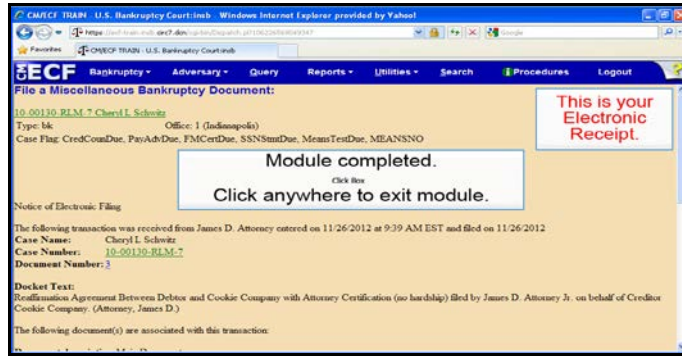 CM/ECF TRAIN - U.S. Bankruptcy Court:insb - Windows Internet Explorer provided by Yahoo!
Google
Favorites CM/ECF TRAIN - U.S. Bankruptcy Court:insb
ECF Bankruptcy Adversary Query Reports Utilities Search Procedures Logout
File a Miscellaneous Bankruptcy Document:
This is your
Electronic
Receipt.
10-00130-RLM-7 Cheryl L Schwitz
Type: bk Office: 1 (Indianapolis)
Case Flag: CredCounDue, PayAdvDue, FMCertDue, SSNStmtDue, MeansTestDue, MEANSNO
Module completed.
Click Box
Click anywhere to exit module.
Notice of Electronic Filing
The following transaction was received from James D. Attorney entered on 11/26/2012 at 9:39 AM EST and filed on 11/26/2012
Case Name: Cheryl L Schwitz
Case Number: 10-00130-RLM-7
Document Number: 3
Docket Text:
Reaffirmation Agreement Between Debtor and Cookie Company with Attorney Certification (no hardship) filed by James D. Attorney Jr. on behalf of Creditor
Cookie Company. (Attorney, James D.)
The following document(s) are associated with this transaction: